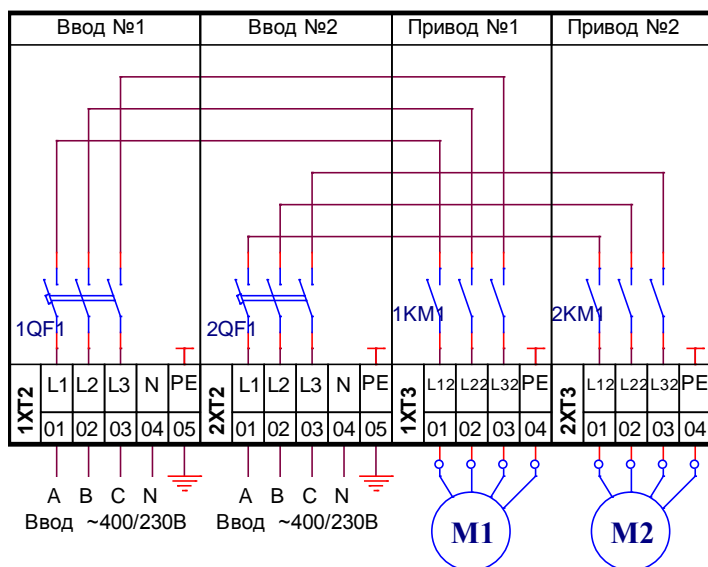 Ввод №1 Ввод №2 Привод №1 Привод №2
1QF1 2QF1 1KM1 2KM1
1XT2 L1 L2 L3 N PE 2XT2 L1 L2 L3 N PE 1XT3 L12 L22 L32 PE 2XT3 L12 L22 L32 PE
01 02 03 04 05 01 02 03 04 05 01 02 03 04 01 02 03 04
A B C N A B C N
Ввод ~400/230В Ввод ~400/230В
M1 M2